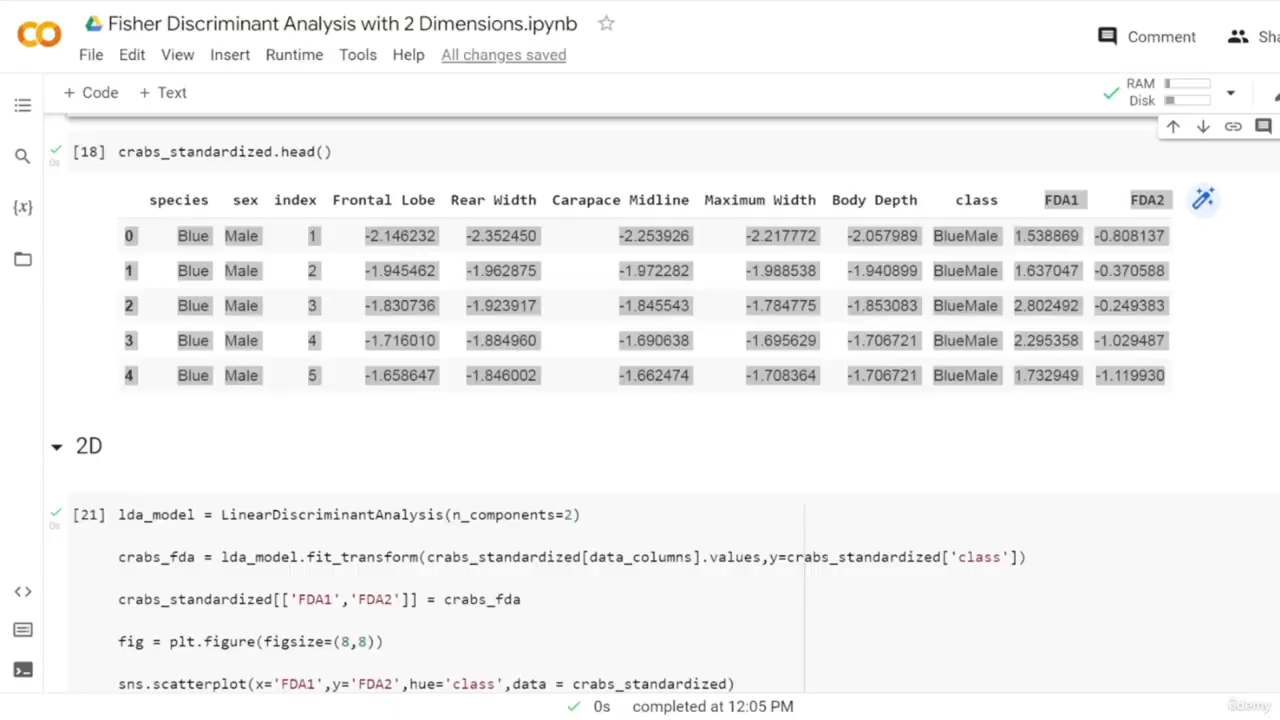 Fisher Discriminant Analysis with 2 Dimensions.ipynb
Comment
File Edit View Insert Runtime Tools Help All changes saved
+ Code + Text
RAM
Disk
[18] crabs_standardized.head()
0s
species sex index Frontal Lobe Rear Width Carapace Midline Maximum Width Body Depth class FDA1 FDA2
0 Blue Male 1 -2.146232 -2.352450 -2.253926 -2.217772 -2.057989 BlueMale 1.538869 -0.808137
1 Blue Male 2 -1.945462 -1.962875 -1.972282 -1.988538 -1.940899 BlueMale 1.637047 -0.370588
2 Blue Male 3 -1.830736 -1.923917 -1.845543 -1.784775 -1.853083 BlueMale 2.802492 -0.249383
3 Blue Male 4 -1.716010 -1.884960 -1.690638 -1.695629 -1.706721 BlueMale 2.295358 -1.029487
4 Blue Male 5 -1.658647 -1.846002 -1.662474 -1.708364 -1.706721 BlueMale 1.732949 -1.119930
2D
[21] lda_model = LinearDiscriminantAnalysis(n_components=2)
0s
crabs_fda = lda_model.fit_transform(crabs_standardized[data_columns].values,y=crabs_standardized['class'])
crabs_standardized[['FDA1','FDA2']] = crabs_fda
fig = plt.figure(figsize=(8,8))
sns.scatterplot(x='FDA1',y='FDA2',hue='class',data = crabs_standardized)
0s completed at 12:05 PM
Udemy